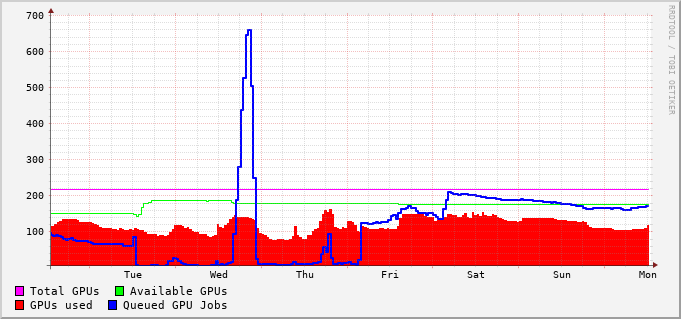 RRDTOOL / TOBI OETIKER
700
600
500
400
300
200
100
Tue Wed Thu Fri Sat Sun Mon
Total GPUs Available GPUs
GPUs used Queued GPU Jobs